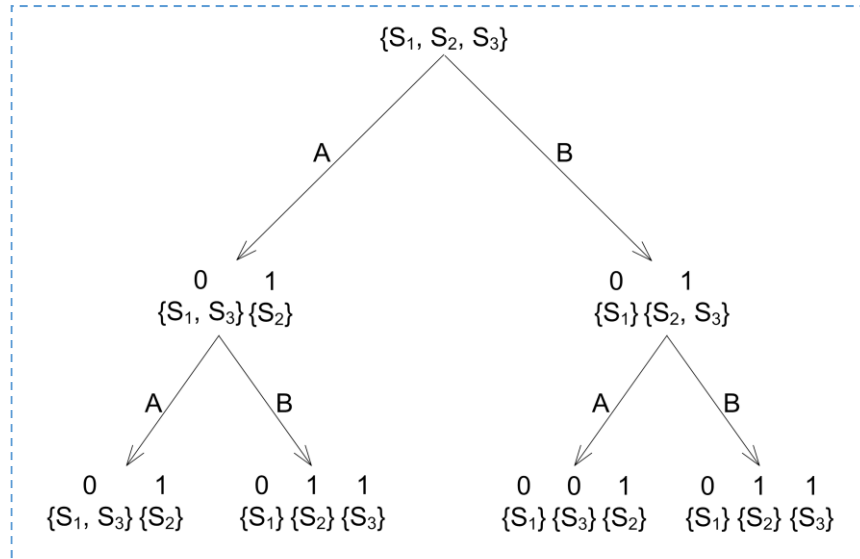 {S₁, S₂, S₃}
A B
0 1 0 1
{S₁, S₃} {S₂} {S₁} {S₂, S₃}
A B A B
0 1 0 1 1 0 0 1 0 1 1
{S₁, S₃} {S₂} {S₁} {S₂} {S₃} {S₁} {S₃} {S₂} {S₁} {S₂} {S₃}